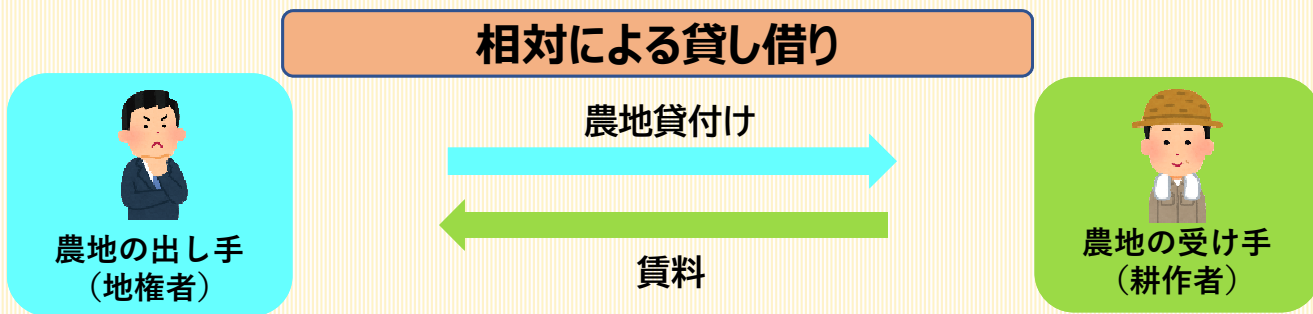 相対による貸し借り
農地貸付け
農地の出し手
（地権者）
賃料
農地の受け手
（耕作者）